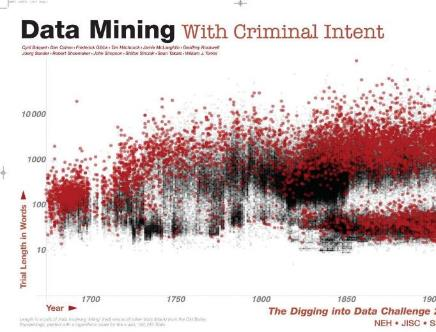 Data Mining With Criminal Intent
Cyril Briquet • Dan Cohen • Frederick Gibbs • Tim Hitchcock • Jamie McLaughlin • Geoffrey Rockwell
Joerg Sander • Robert Shoemaker • John Simpson • Stéfan Sinclair • Sean Takats • William J. Turkel
10000
1000
100
10
Trial Length in Words
Year
1700
1750
1800
1850
190
The Digging into Data Challenge
NEH • JISC • S